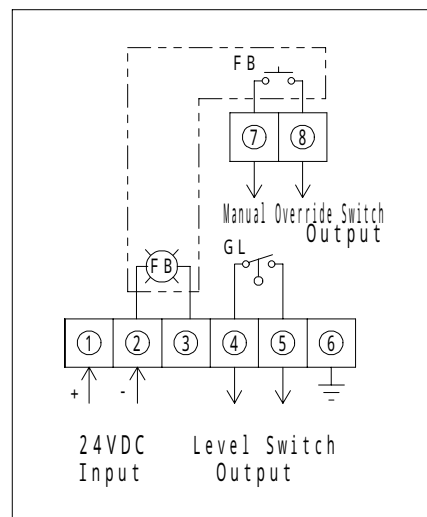 FB
7 8
Manual Override Switch
Output
GL
FB
1 2 3 4 5 6
+ -
24VDC Level Switch
Input Output